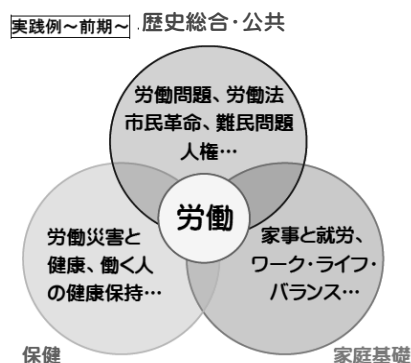 実践例~前期~
歴史総合・公共
労働問題、労働法
市民革命、難民問題
人権…
労働
労働災害と
健康、働く人
の健康保持…
家事と就労、
ワーク・ライフ・
バランス…
保健
家庭基礎